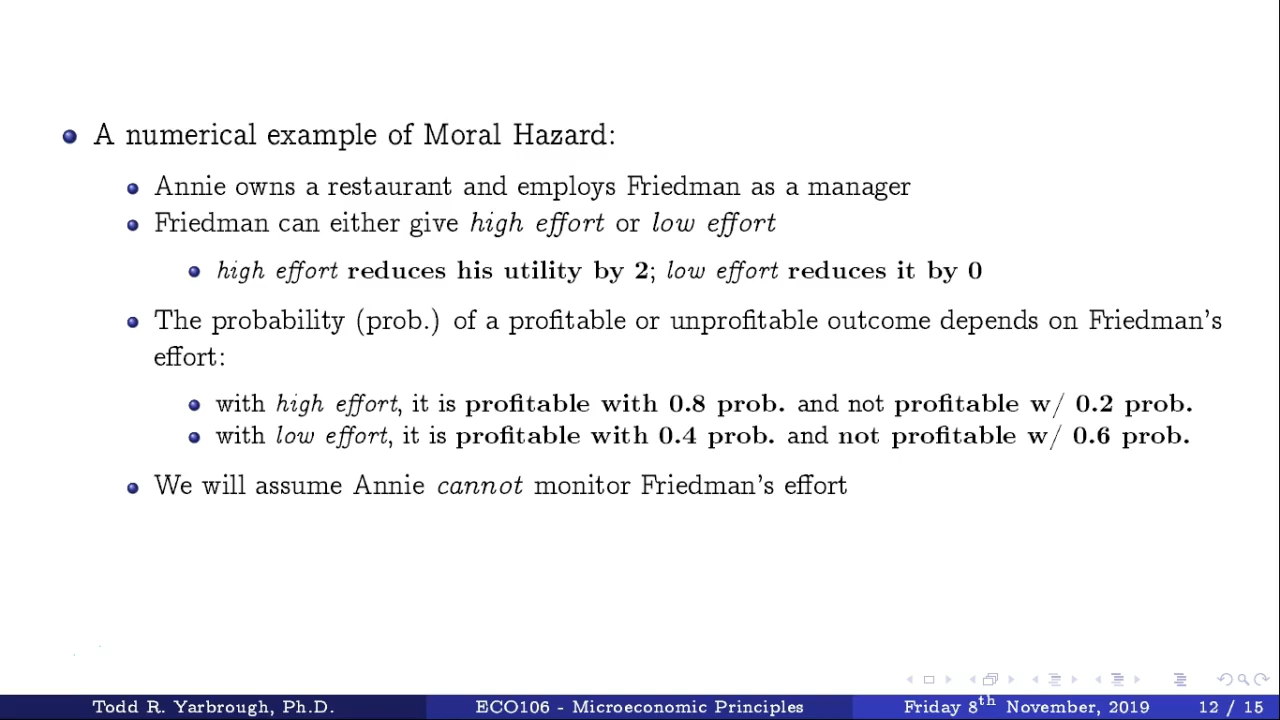 A numerical example of Moral Hazard:
Annie owns a restaurant and employs Friedman as a manager
Friedman can either give high effort or low effort
high effort reduces his utility by 2; low effort reduces it by 0
The probability (prob.) of a profitable or unprofitable outcome depends on Friedman's
effort:
with high effort, it is profitable with 0.8 prob. and not profitable w/ 0.2 prob.
with low effort, it is profitable with 0.4 prob. and not profitable w/ 0.6 prob.
We will assume Annie cannot monitor Friedman's effort
Todd R. Yarbrough, Ph.D. ECO106 - Microeconomic Principles Friday 8th November, 2019 12 / 15